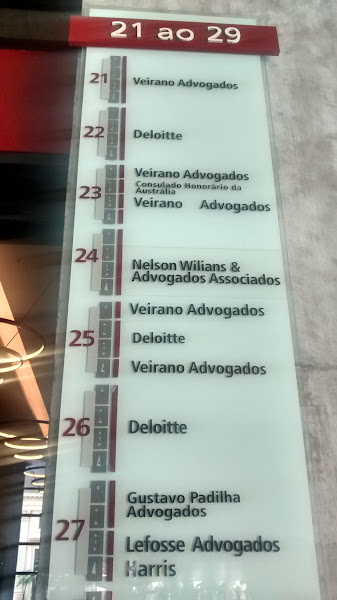 21 ao 29
21 Veirano Advogados
22 Deloitte
Veirano Advogados
Consulado Honorário da
Austrália
23 Veirano Advogados
24 Nelson Wilians &
Advogados Associados
Veirano Advogados
25 Deloitte
Veirano Advogados
26 Deloitte
Gustavo Padilha
Advogados
27 Lefosse Advogados
Harris